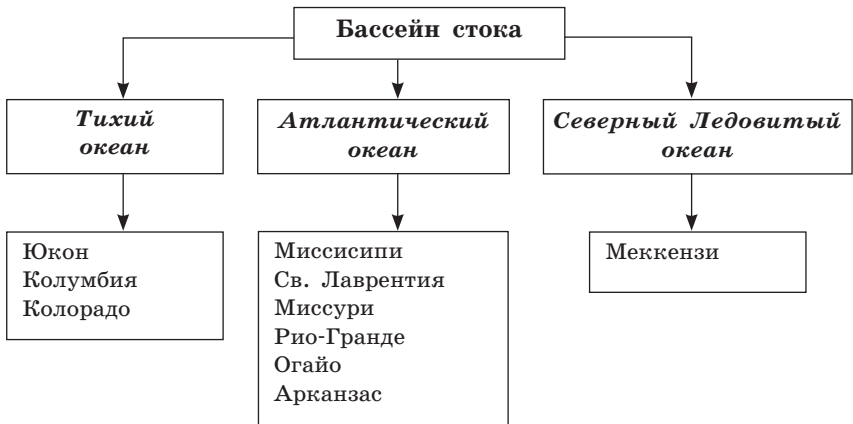 Бассейн стока
Тихий
океан
Атлантический
океан
Северный Ледовитый
океан
Юкон
Колумбия
Колорадо
Миссисипи
Св. Лаврентия
Миссури
Рио-Гранде
Огайо
Арканзас
Меккензи